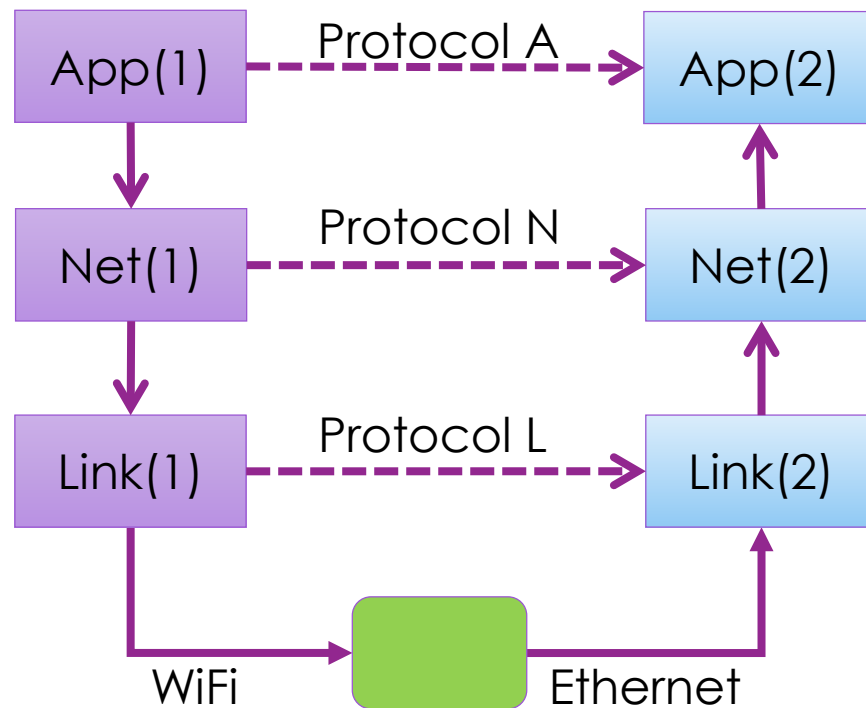 App(1)
Protocol A
App(2)
Net(1)
Protocol N
Net(2)
Link(1)
Protocol L
Link(2)
WiFi
Ethernet